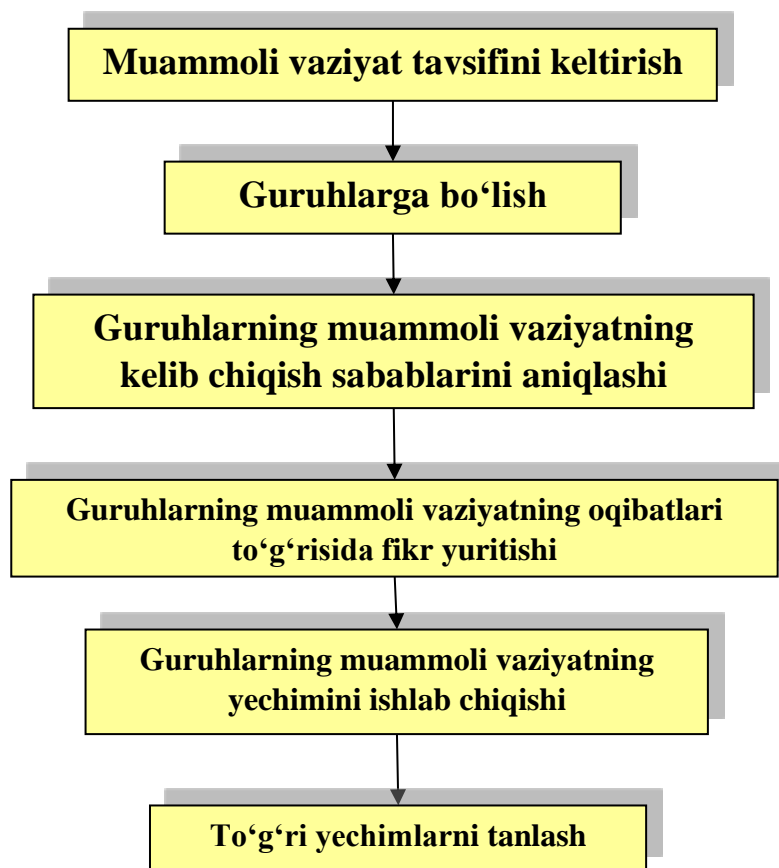 Muammoli vaziyat tavsifini keltirish
Guruhlarga bo‘lish
Guruhlarning muammoli vaziyatning
kelib chiqish sabablarini aniqlashi
Guruhlarning muammoli vaziyatning oqibatlari
to‘g‘risida fikr yuritishi
Guruhlarning muammoli vaziyatning
yechimini ishlab chiqishi
To‘g‘ri yechimlarni tanlash